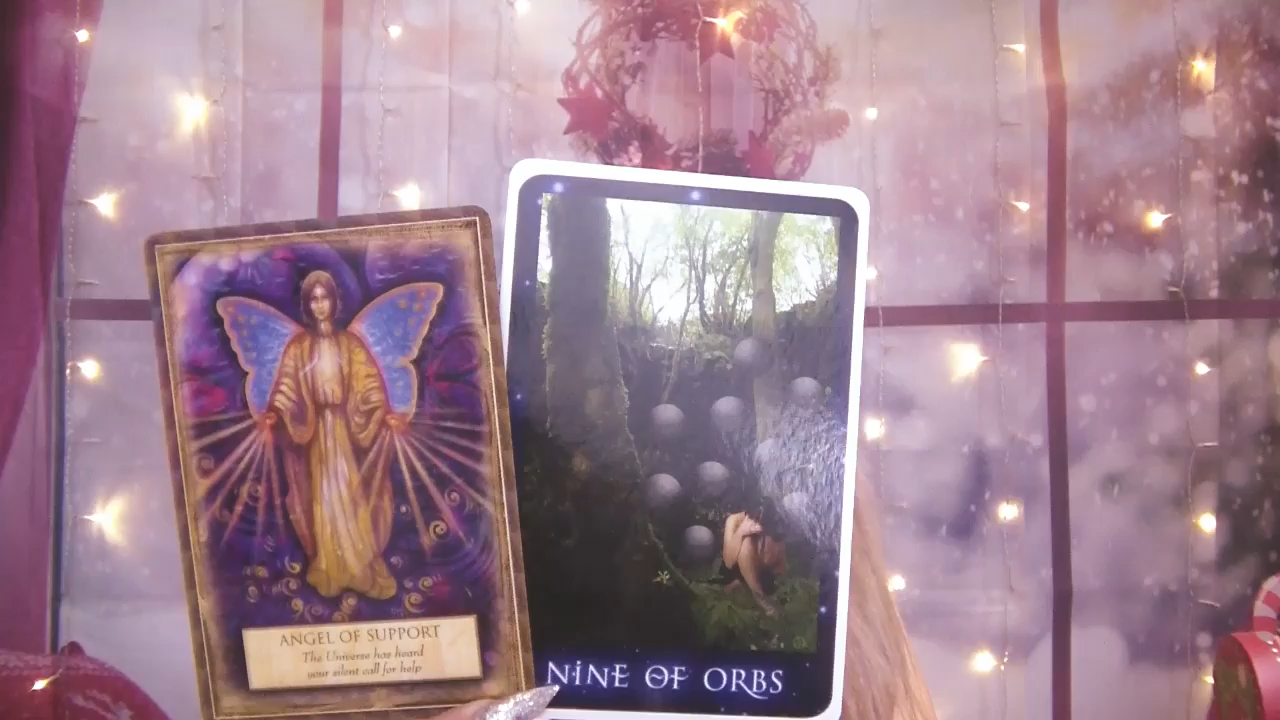 ANGEL OF SUPPORT
The Universe has heard
your silent call for help
NINE OF ORBS